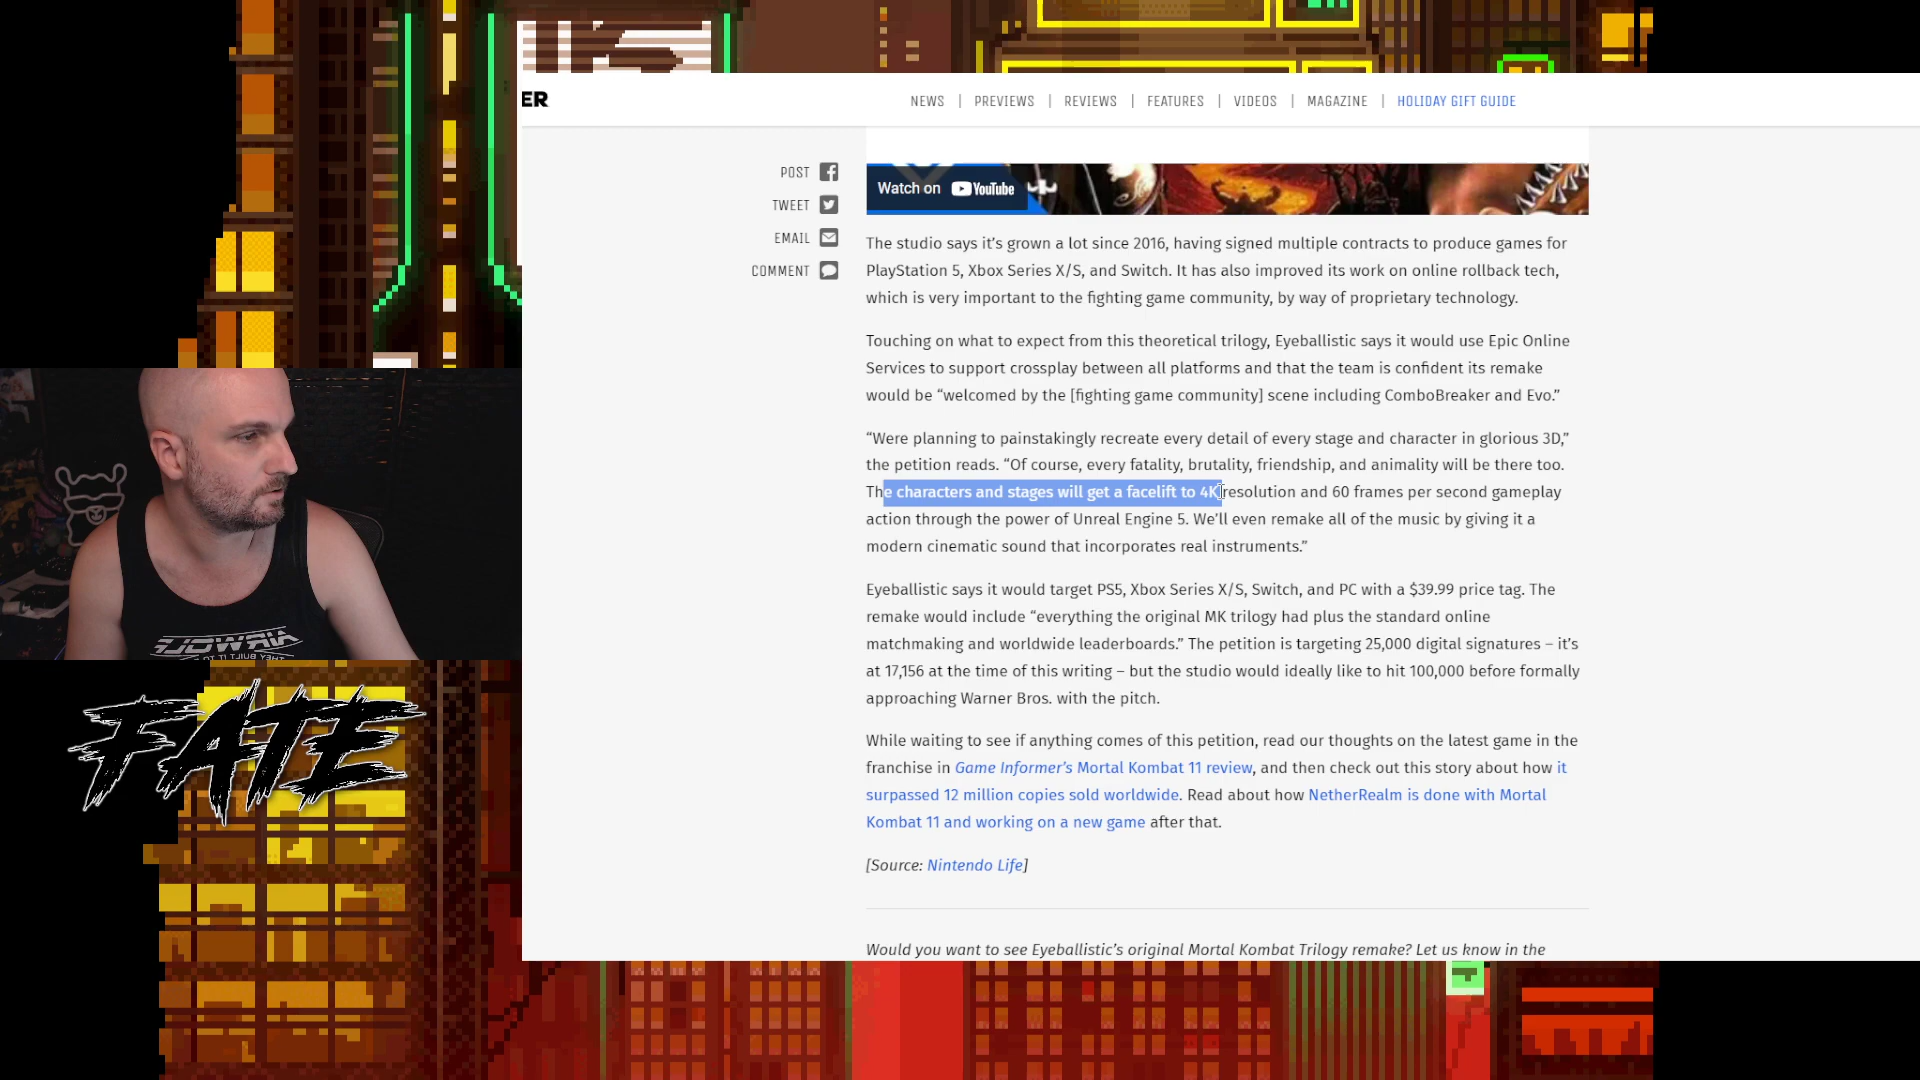 ER
NEWS | PREVIEWS | REVIEWS | FEATURES | VIDEOS | MAGAZINE | HOLIDAY GIFT GUIDE
POST
TWEET
EMAIL
COMMENT
Watch on YouTube
The studio says it’s grown a lot since 2016, having signed multiple contracts to produce games for
PlayStation 5, Xbox Series X/S, and Switch. It has also improved its work on online rollback tech,
which is very important to the fighting game community, by way of proprietary technology.
Touching on what to expect from this theoretical trilogy, Eyeballistic says it would use Epic Online
Services to support crossplay between all platforms and that the team is confident its remake
would be “welcomed by the [fighting game community] scene including ComboBreaker and Evo.”
“Were planning to painstakingly recreate every detail of every stage and character in glorious 3D,”
the petition reads. “Of course, every fatality, brutality, friendship, and animality will be there too.
The characters and stages will get a facelift to 4K resolution and 60 frames per second gameplay
action through the power of Unreal Engine 5. We’ll even remake all of the music by giving it a
modern cinematic sound that incorporates real instruments.”
Eyeballistic says it would target PS5, Xbox Series X/S, Switch, and PC with a $39.99 price tag. The
remake would include “everything the original MK trilogy had plus the standard online
matchmaking and worldwide leaderboards.” The petition is targeting 25,000 digital signatures – it’s
at 17,156 at the time of this writing – but the studio would ideally like to hit 100,000 before formally
approaching Warner Bros. with the pitch.
While waiting to see if anything comes of this petition, read our thoughts on the latest game in the
franchise in Game Informer’s Mortal Kombat 11 review, and then check out this story about how it
surpassed 12 million copies sold worldwide. Read about how NetherRealm is done with Mortal
Kombat 11 and working on a new game after that.
[Source: Nintendo Life]
Would you want to see Eyeballistic’s original Mortal Kombat Trilogy remake? Let us know in the
AIRWOLF
THEY BUILT IT TO
FATE